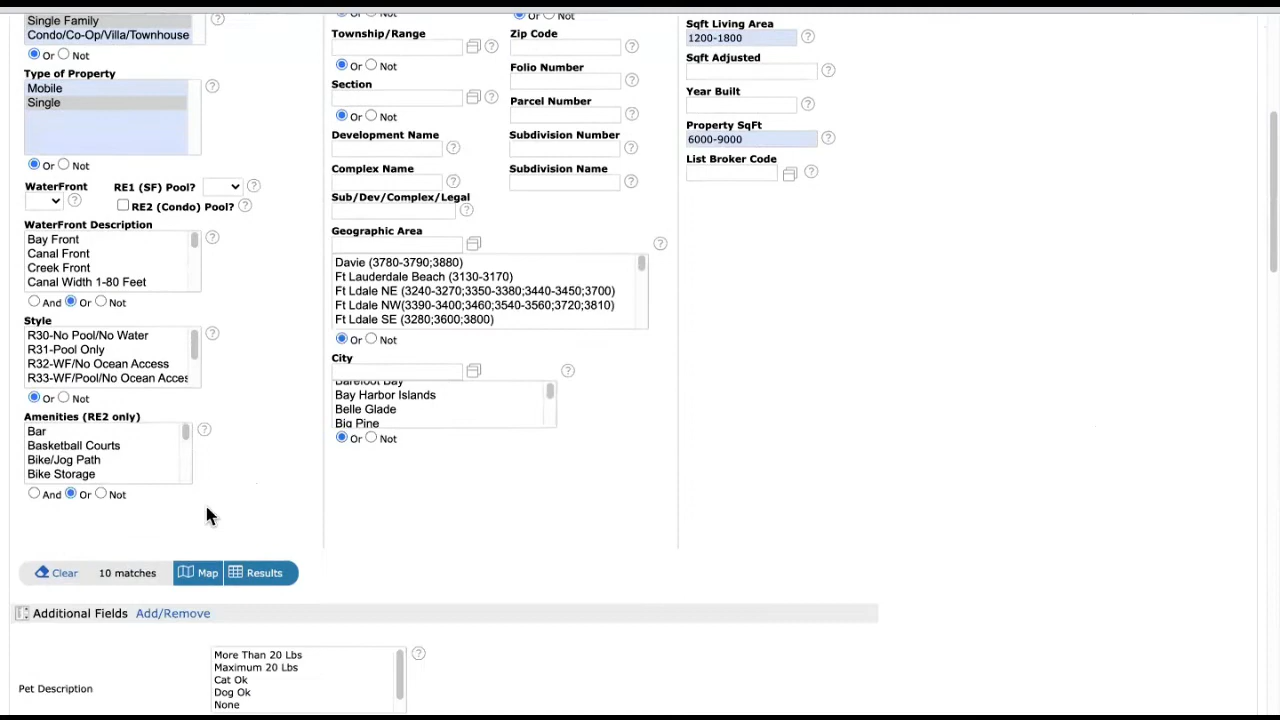 Single Family
Condo/Co-Op/Villa/Townhouse
Or Not
Type of Property
Mobile
Single
Or Not
WaterFront
RE1 (SF) Pool?
RE2 (Condo) Pool?
WaterFront Description
Bay Front
Canal Front
Creek Front
Canal Width 1-80 Feet
And Or Not
Style
R30-No Pool/No Water
R31-Pool Only
R32-WF/No Ocean Access
R33-WF/Pool/No Ocean Acces
Or Not
Amenities (RE2 only)
Bar
Basketball Courts
Bike/Jog Path
Bike Storage
And Or Not
Or Not
Township/Range
Or Not
Section
Or Not
Development Name
Complex Name
Sub/Dev/Complex/Legal
Geographic Area
Davie (3780-3790;3880)
Ft Lauderdale Beach (3130-3170)
Ft Ldale NE (3240-3270;3350-3380;3440-3450;3700)
Ft Ldale NW(3390-3400;3460;3540-3560;3720;3810)
Ft Ldale SE (3280;3600;3800)
Or Not
City
Barefoot Bay
Bay Harbor Islands
Belle Glade
Big Pine
Or Not
Or Not
Zip Code
Folio Number
Parcel Number
Subdivision Number
Subdivision Name
Sqft Living Area
1200-1800
Sqft Adjusted
Year Built
Property SqFt
6000-9000
List Broker Code
Clear 10 matches Map Results
Additional Fields Add/Remove
Pet Description
More Than 20 Lbs
Maximum 20 Lbs
Cat Ok
Dog Ok
None